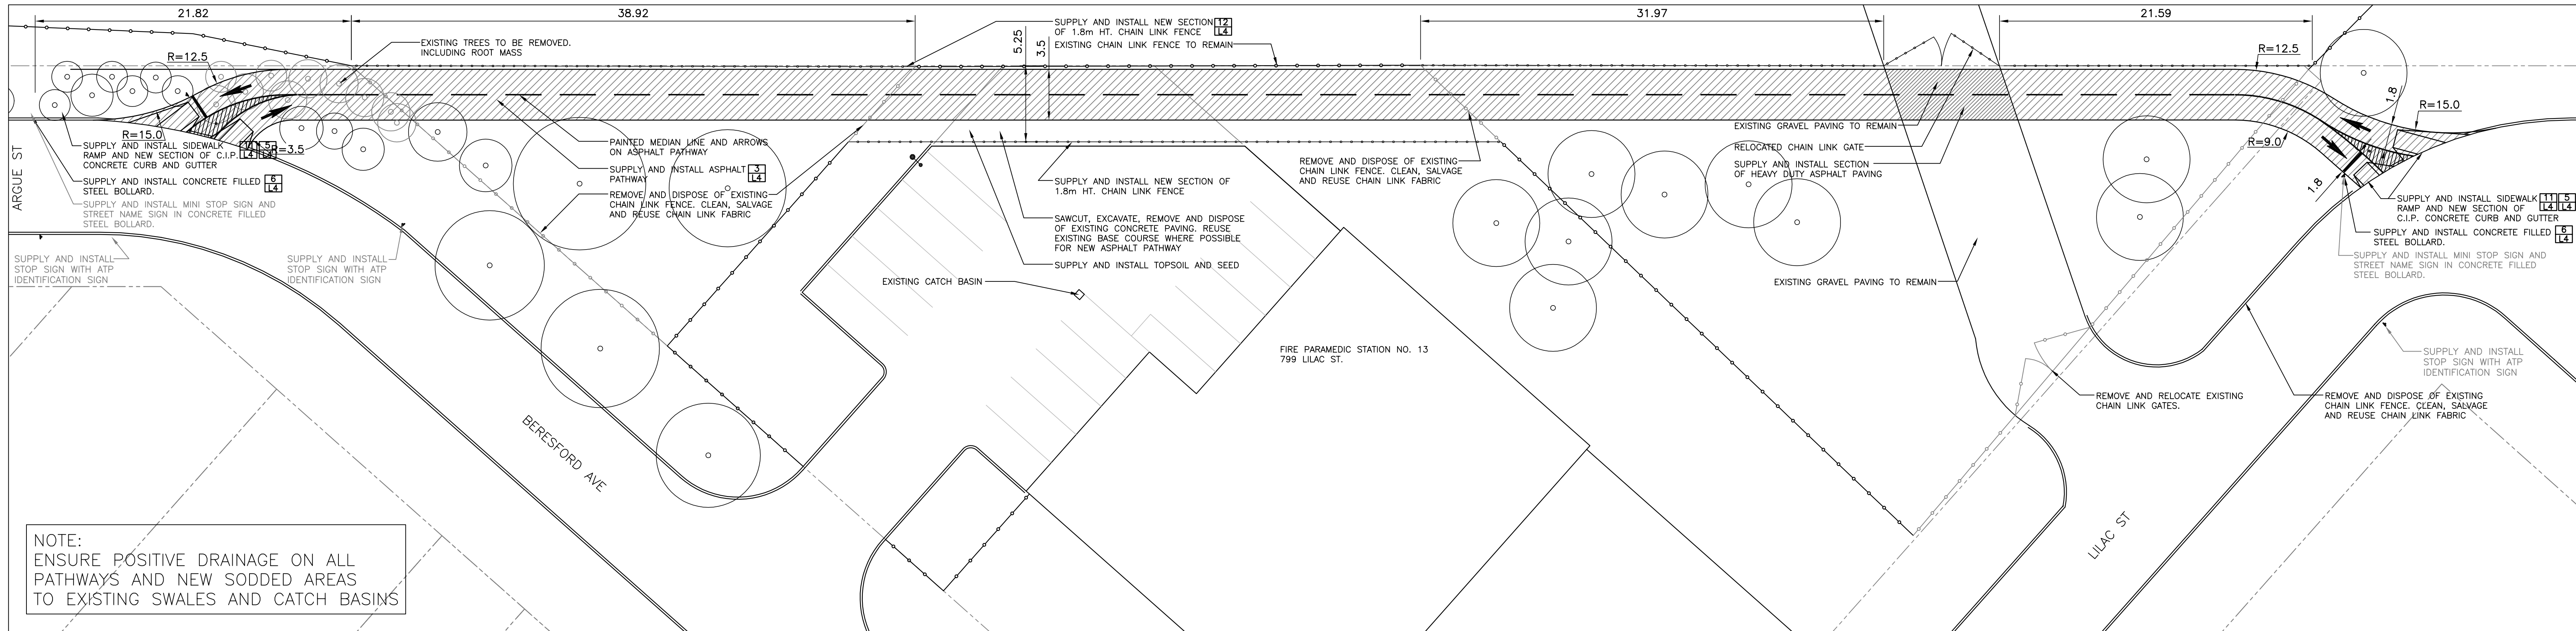 21.82
38.92
31.97
21.59
EXISTING TREES TO BE REMOVED.
INCLUDING ROOT MASS
SUPPLY AND INSTALL NEW SECTION 12
OF 1.8m HT. CHAIN LINK FENCE L4
EXISTING CHAIN LINK FENCE TO REMAIN
5.25
3.5
R=12.5
R=15.0
R=3.5
ARGUE ST
SUPPLY AND INSTALL SIDEWALK
RAMP AND NEW SECTION OF C.I.P.
CONCRETE CURB AND GUTTER
5
L4 L4
SUPPLY AND INSTALL CONCRETE FILLED 6
STEEL BOLLARD. L4
SUPPLY AND INSTALL MINI STOP SIGN AND
STREET NAME SIGN IN CONCRETE FILLED
STEEL BOLLARD.
SUPPLY AND INSTALL
STOP SIGN WITH ATP
IDENTIFICATION SIGN
SUPPLY AND INSTALL
STOP SIGN WITH ATP
IDENTIFICATION SIGN
PAINTED MEDIAN LINE AND ARROWS
ON ASPHALT PATHWAY
SUPPLY AND INSTALL ASPHALT 3
PATHWAY L4
REMOVE AND DISPOSE OF EXISTING
CHAIN LINK FENCE. CLEAN, SALVAGE
AND REUSE CHAIN LINK FABRIC
SUPPLY AND INSTALL NEW SECTION OF
1.8m HT. CHAIN LINK FENCE
SAWCUT, EXCAVATE, REMOVE AND DISPOSE
OF EXISTING CONCRETE PAVING. REUSE
EXISTING BASE COURSE WHERE POSSIBLE
FOR NEW ASPHALT PATHWAY
SUPPLY AND INSTALL TOPSOIL AND SEED
EXISTING CATCH BASIN
FIRE PARAMEDIC STATION NO. 13
799 LILAC ST.
REMOVE AND DISPOSE OF EXISTING
CHAIN LINK FENCE. CLEAN, SALVAGE
AND REUSE CHAIN LINK FABRIC
EXISTING GRAVEL PAVING TO REMAIN
RELOCATED CHAIN LINK GATE
SUPPLY AND INSTALL SECTION
OF HEAVY DUTY ASPHALT PAVING
EXISTING GRAVEL PAVING TO REMAIN
R=12.5
1.8
R=15.0
R=9.0
1.8
SUPPLY AND INSTALL SIDEWALK 11 5
RAMP AND NEW SECTION OF L4 L4
C.I.P. CONCRETE CURB AND GUTTER
SUPPLY AND INSTALL CONCRETE FILLED 6
STEEL BOLLARD. L4
SUPPLY AND INSTALL MINI STOP SIGN AND
STREET NAME SIGN IN CONCRETE FILLED
STEEL BOLLARD.
SUPPLY AND INSTALL
STOP SIGN WITH ATP
IDENTIFICATION SIGN
REMOVE AND RELOCATE EXISTING
CHAIN LINK GATES.
REMOVE AND DISPOSE OF EXISTING
CHAIN LINK FENCE. CLEAN, SALVAGE
AND REUSE CHAIN LINK FABRIC
BERESFORD AVE
LILAC ST
NOTE:
ENSURE POSITIVE DRAINAGE ON ALL
PATHWAYS AND NEW SODDED AREAS
TO EXISTING SWALES AND CATCH BASINS